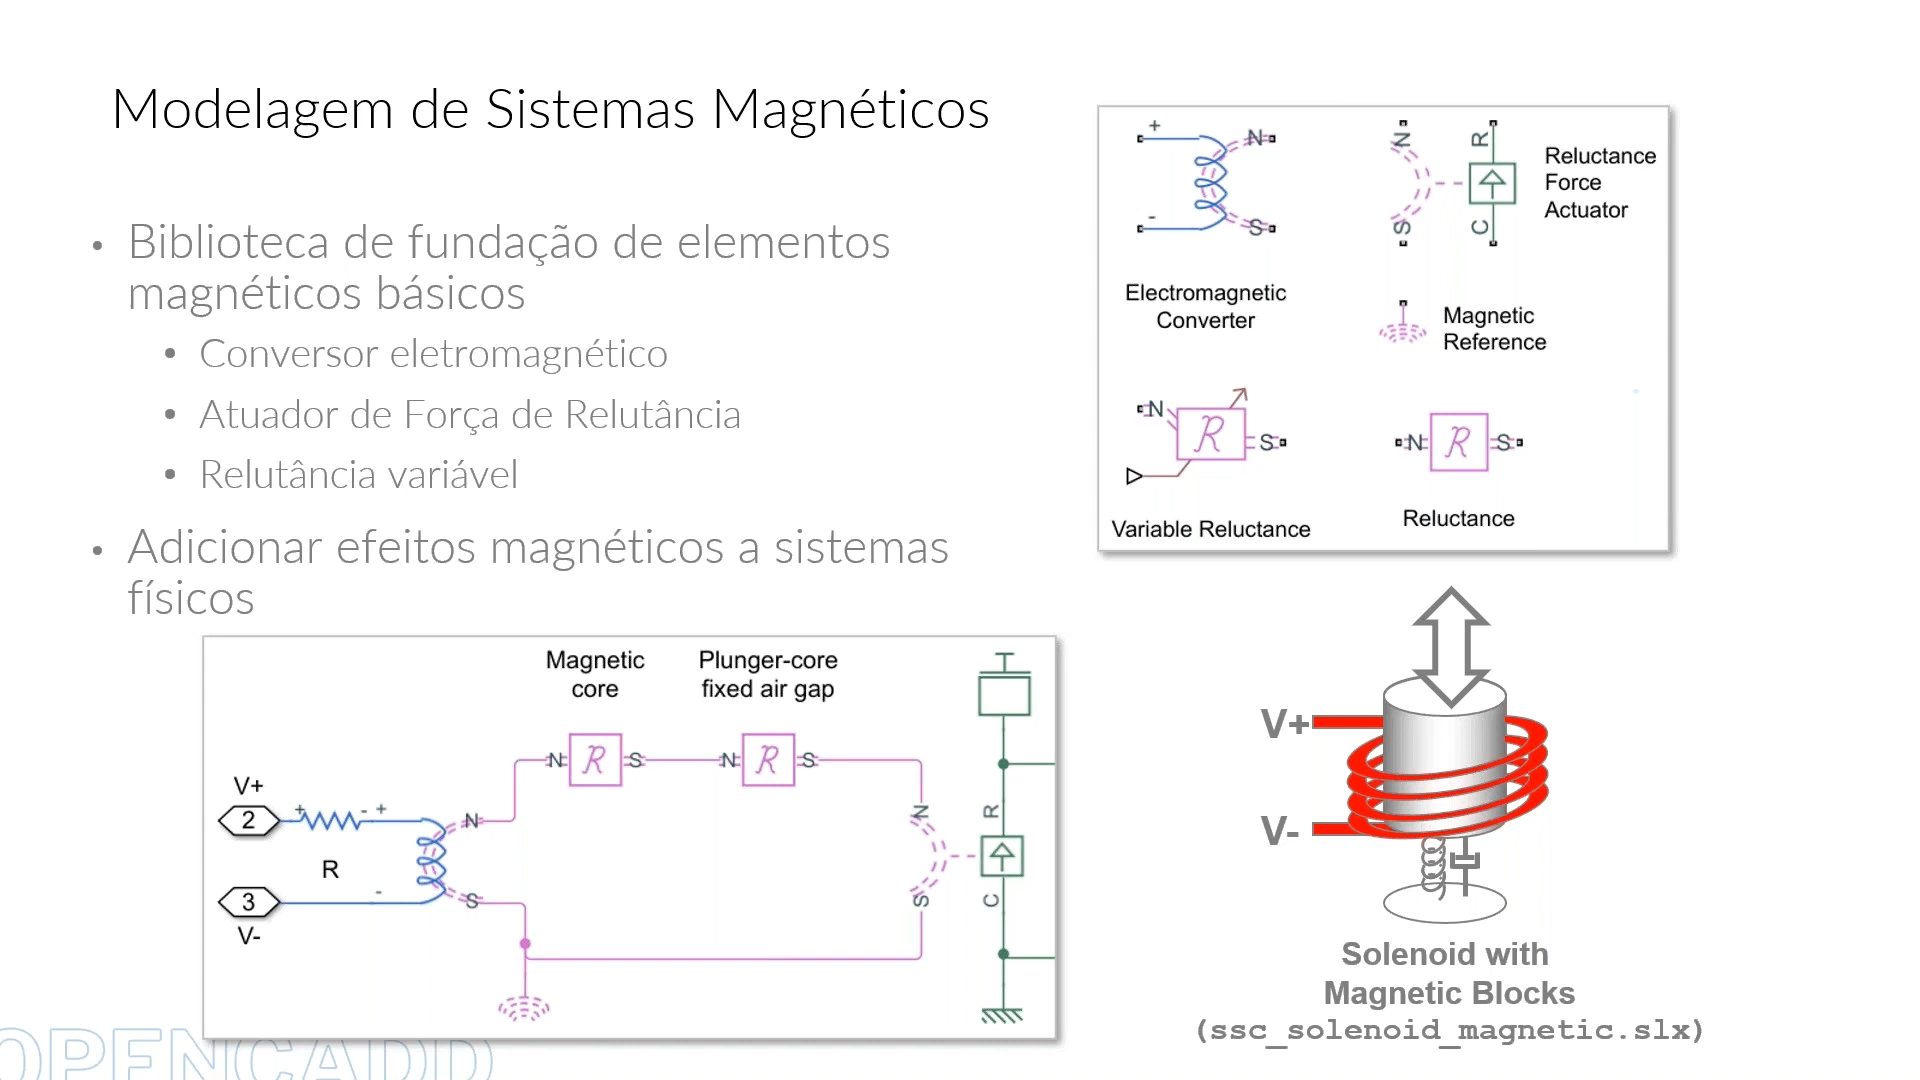 Modelagem de Sistemas Magnéticos
• Biblioteca de fundação de elementos
magnéticos básicos
• Conversor eletromagnético
• Atuador de Força de Relutância
• Relutância variável
• Adicionar efeitos magnéticos a sistemas
físicos
+
N
-
S
Electromagnetic
Converter
N
S
R
C
Reluctance
Force
Actuator
Magnetic
Reference
N
R
S
Variable Reluctance
N
R
S
Reluctance
Magnetic
core
Plunger-core
fixed air gap
N
R
S
N
R
S
V+
2
+
- +
R
3
V-
-
N
S
N
S
R
C
V+
V-
Solenoid with
Magnetic Blocks
(ssc_solenoid_magnetic.slx)
OPENCADD